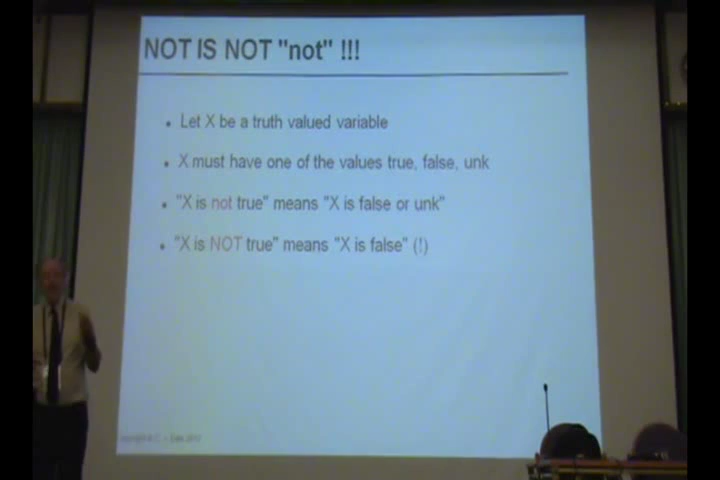 NOT IS NOT "not" !!!
• Let X be a truth valued variable
• X must have one of the values true, false, unk
• "X is not true" means "X is false or unk"
• "X is NOT true" means "X is false" (!)